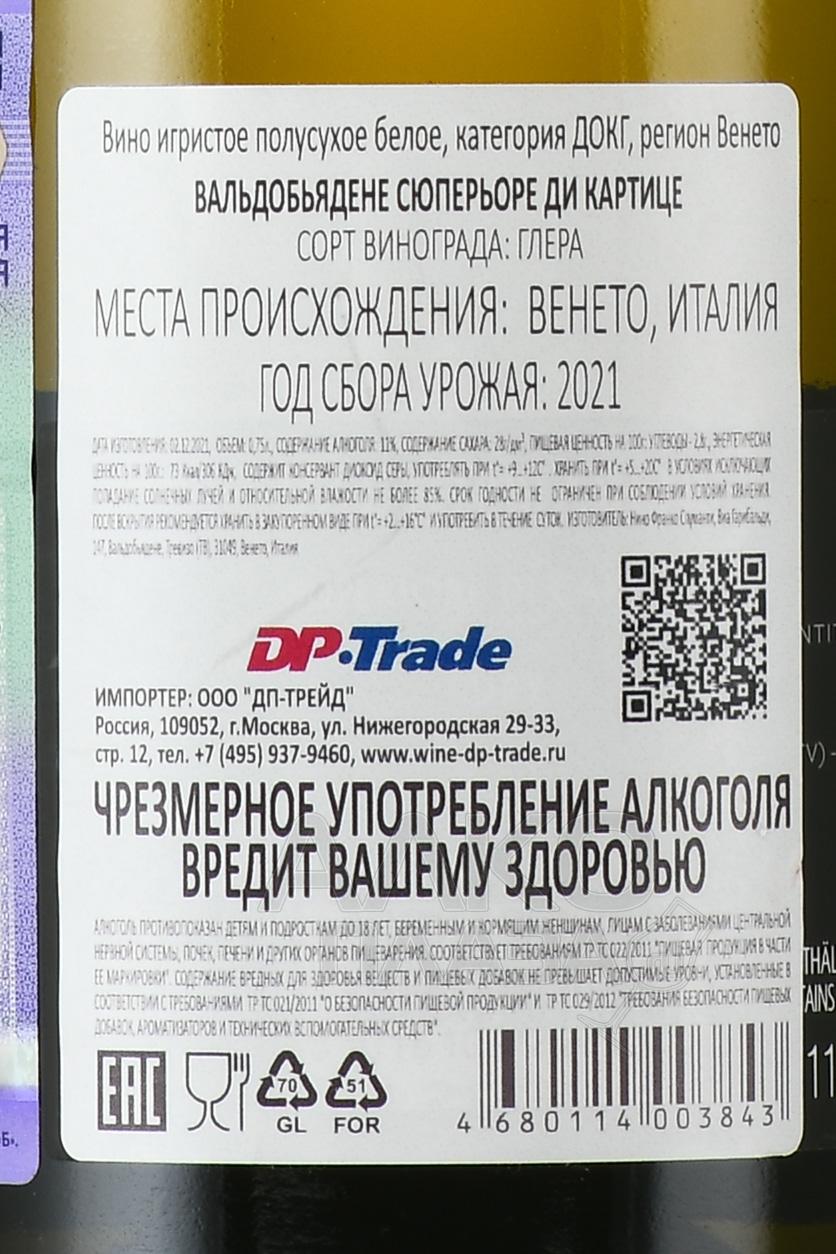 Вино игристое полусухое белое, категория ДОКГ, регион Венето
ВАЛЬДОБЬЯДЕНЕ СЮПЕРЬОРЕ ДИ КАРТИЦЕ
СОРТ ВИНОГРАДА: ГЛЕРА
МЕСТА ПРОИСХОЖДЕНИЯ: ВЕНЕТО, ИТАЛИЯ
ГОД СБОРА УРОЖАЯ: 2021
ДАТА ИЗГОТОВЛЕНИЯ: 02.12.2021, ОБЪЕМ: 0,75л., СОДЕРЖАНИЕ АЛКОГОЛЯ: 11%, СОДЕРЖАНИЕ САХАРА: 28г/дм³, ПИЩЕВАЯ ЦЕННОСТЬ НА 100г: УГЛЕВОДЫ - 2,8г., ЭНЕРГЕТИЧЕСКАЯ
ЦЕННОСТЬ НА 100г.: 73 Ккал/306 КДж, СОДЕРЖИТ КОНСЕРВАНТ ДИОКСИД СЕРЫ, УПОТРЕБЛЯТЬ ПРИ t°= +9...+12C°. ХРАНИТЬ ПРИ t°= +5...+20C° В УСЛОВИЯХ ИСКЛЮЧАЮЩИХ
ПОПАДАНИЕ СОЛНЕЧНЫХ ЛУЧЕЙ И ОТНОСИТЕЛЬНОЙ ВЛАЖНОСТИ НЕ БОЛЕЕ 85%. СРОК ГОДНОСТИ НЕ ОГРАНИЧЕН ПРИ СОБЛЮДЕНИИ УСЛОВИЙ ХРАНЕНИЯ.
ПОСЛЕ ВСКРЫТИЯ РЕКОМЕНДУЕТСЯ ХРАНИТЬ В ЗАКУПОРЕННОМ ВИДЕ ПРИ t°= +2...+16°C И УПОТРЕБИТЬ В ТЕЧЕНИЕ СУТОК. ИЗГОТОВИТЕЛЬ: Нино Франко Спуманти, Виа Гарибальди,
147, Вальдобьядене, Тревизо (ТВ), 31049, Венето, Италия
DP·Trade
ИМПОРТЕР: ООО "ДП-ТРЕЙД"
Россия, 109052, г.Москва, ул. Нижегородская 29-33,
стр. 12, тел. +7 (495) 937-9460, www.wine-dp-trade.ru
ЧРЕЗМЕРНОЕ УПОТРЕБЛЕНИЕ АЛКОГОЛЯ
ВРЕДИТ ВАШЕМУ ЗДОРОВЬЮ
АЛКОГОЛЬ ПРОТИВОПОКАЗАН ДЕТЯМ И ПОДРОСТКАМ ДО 18 ЛЕТ, БЕРЕМЕННЫМ И КОРМЯЩИМ ЖЕНЩИНАМ, ЛИЦАМ С ЗАБОЛЕВАНИЯМИ ЦЕНТРАЛЬНОЙ
НЕРВНОЙ СИСТЕМЫ, ПОЧЕК, ПЕЧЕНИ И ДРУГИХ ОРГАНОВ ПИЩЕВАРЕНИЯ. СООТВЕТСТВУЕТ ТРЕБОВАНИЯМ ТР ТС 022/2011 "ПИЩЕВАЯ ПРОДУКЦИЯ В ЧАСТИ
ЕЕ МАРКИРОВКИ". СОДЕРЖАНИЕ ВРЕДНЫХ ДЛЯ ЗДОРОВЬЯ ВЕЩЕСТВ И ПИЩЕВЫХ ДОБАВОК НЕ ПРЕВЫШАЕТ ДОПУСТИМЫЕ УРОВНИ, УСТАНОВЛЕННЫЕ В
СООТВЕТСТВИИ С ТРЕБОВАНИЯМИ ТР ТС 021/2011 "О БЕЗОПАСНОСТИ ПИЩЕВОЙ ПРОДУКЦИИ" И ТР ТС 029/2012 "ТРЕБОВАНИЯ БЕЗОПАСНОСТИ ПИЩЕВЫХ
ДОБАВОК, АРОМАТИЗАТОРОВ И ТЕХНИЧЕСКИХ ВСПОМОГАТЕЛЬНЫХ СРЕДСТВ".
EAC
70
GL
51
FOR
4 680114 003843
11